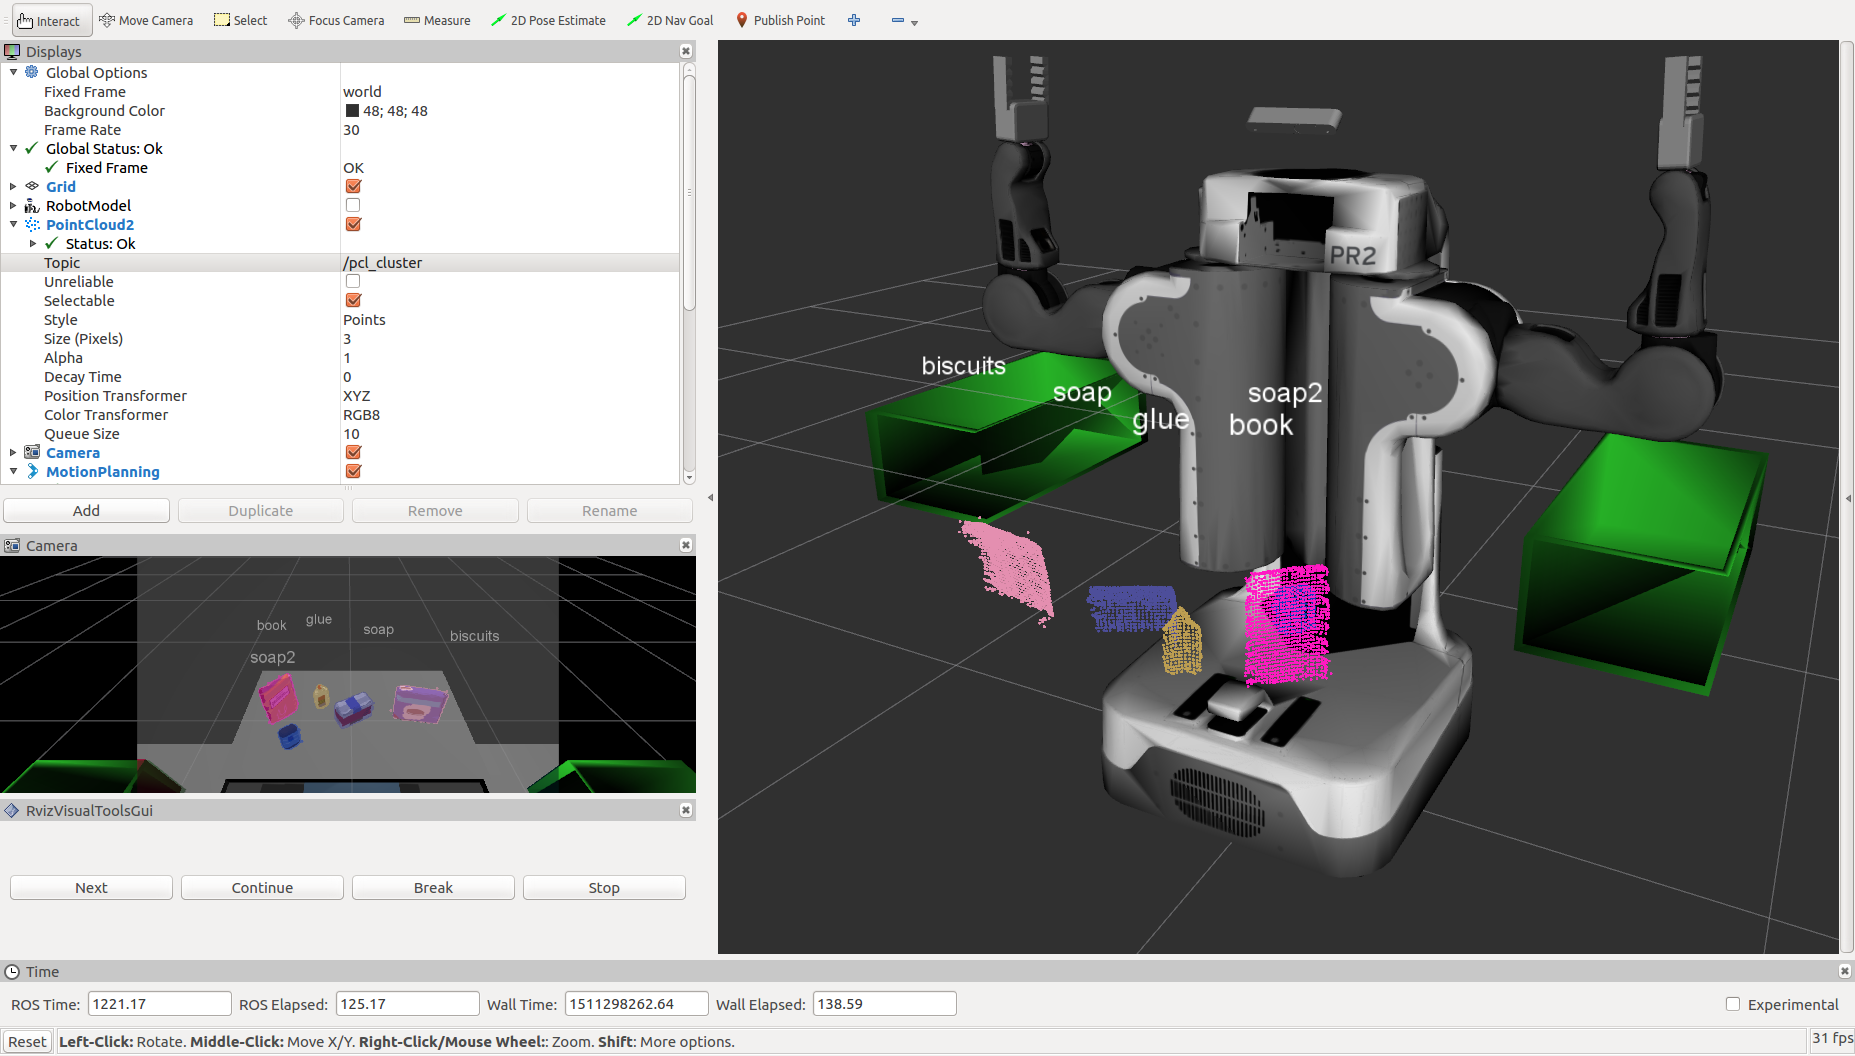 Interact Move Camera Select Focus Camera Measure 2D Pose Estimate 2D Nav Goal Publish Point
Displays
Global Options
Fixed Frame world
Background Color 48; 48; 48
Frame Rate 30
Global Status: Ok
Fixed Frame OK
Grid
RobotModel
PointCloud2
Status: Ok
Topic /pcl_cluster
Unreliable
Selectable
Style Points
Size (Pixels) 3
Alpha 1
Decay Time 0
Position Transformer XYZ
Color Transformer RGB8
Queue Size 10
Camera
MotionPlanning
Add Duplicate Remove Rename
Camera
book glue soap biscuits
soap2
RvizVisualToolsGui
Next Continue Break Stop
PR2
biscuits
soap soap2
glue book
Time
ROS Time: 1221.17 ROS Elapsed: 125.17 Wall Time: 1511298262.64 Wall Elapsed: 138.59 Experimental
Reset Left-Click: Rotate. Middle-Click: Move X/Y. Right-Click/Mouse Wheel:: Zoom. Shift: More options. 31 fps